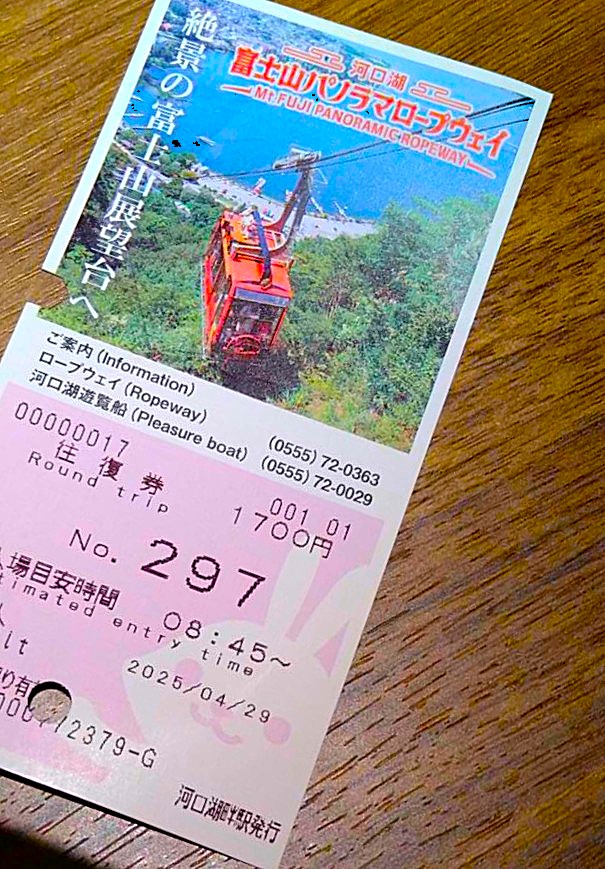 絶景の富士山展望台へ
河口湖
富士山パノラマロープウェイ
Mt.FUJI PANORAMIC ROPEWAY
ご案内 (Information)
ロープウェイ (Ropeway) (0555) 72-0363
河口湖遊覧船 (Pleasure boat) (0555) 72-0029
00000017 001 01
往復券 1700円
Round trip
No. 297
場目安時間 08:45~
timated entry time
2025/04/29
2379-G
河口湖 駅発行